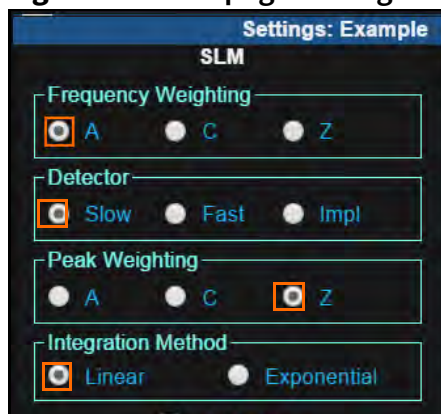 Settings: Example
SLM
Frequency Weighting
A C Z
Detector
Slow Fast Impl
Peak Weighting
A C Z
Integration Method
Linear Exponential